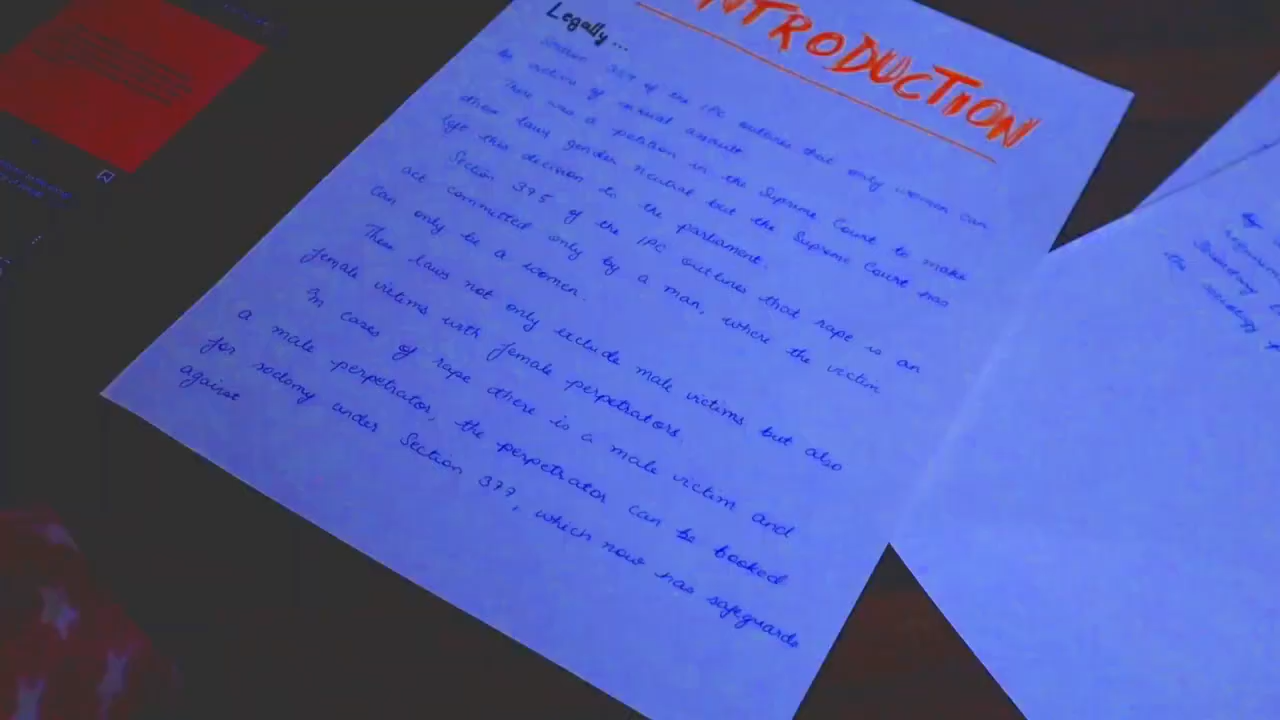 NTRODUCTION
Legally...
354 of the IPC outlines that only women can
be victims of sexual assault
There was a petition in the Supreme Court to make
these laws gender neutral but the Supreme Court has
left this decision to the parliament.
Section 375 of the IPC outlines that rape is an
act committed only by a man, where the victim
can only be a women.
These laws not only exclude male victims but also
female victims with female perpetrators.
In cases of rape there is a male victim and
a male perpetrator, the perpetrator can be booked
for sodomy under Section 377, which now has safeguards
against